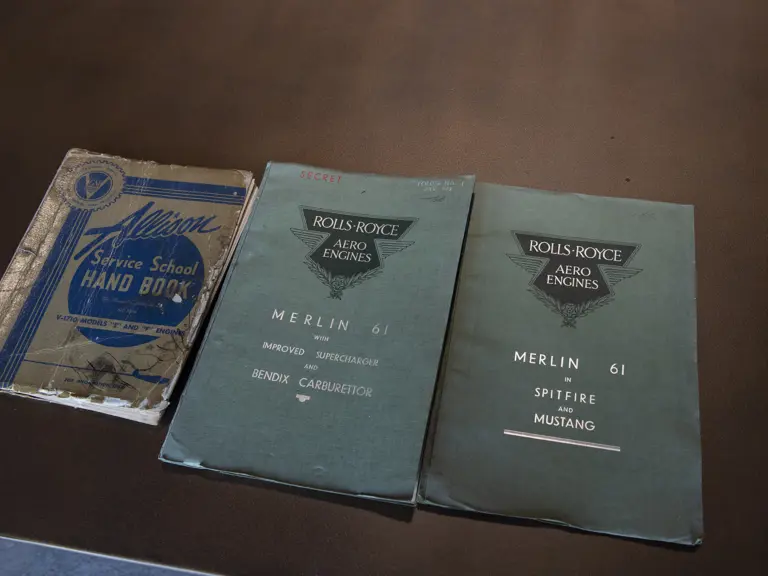 Allison
Service School
HAND BOOK
V-1710 MODELS "E" AND "F" ENGINES
SECRET
ROLLS·ROYCE
AERO
ENGINES
MERLIN 61
WITH
IMPROVED SUPERCHARGER
AND
BENDIX CARBURETTOR
ROLLS·ROYCE
AERO
ENGINES
MERLIN 61
IN
SPITFIRE
AND
MUSTANG